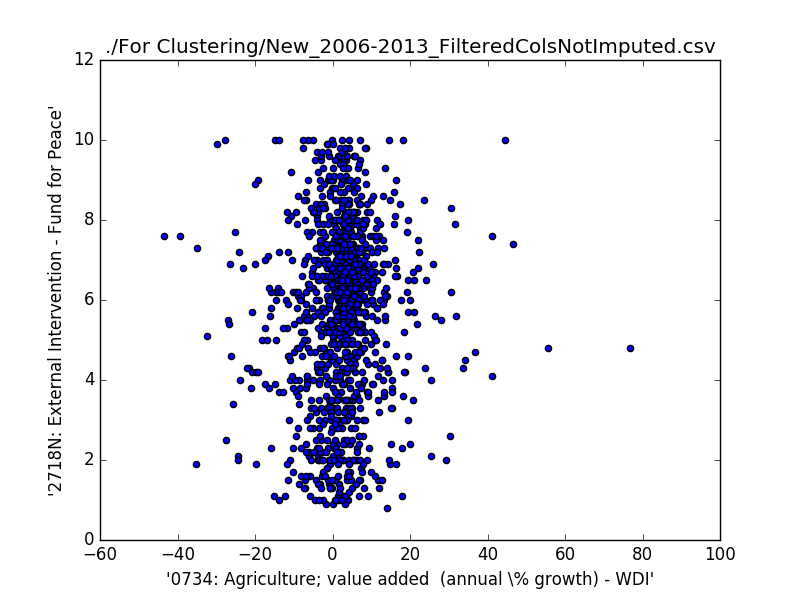 ./For Clustering/New_2006-2013_FilteredColsNotImputed.csv
12
10
8
6
4
2
0
'2718N: External Intervention - Fund for Peace'
−60 −40 −20 0 20 40 60 80 100
'0734: Agriculture; value added  (annual \% growth) - WDI'